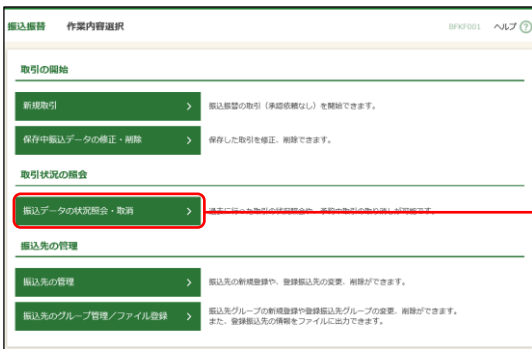 振込振替 作業内容選択 BFKF001 ヘルプ ?
取引の開始
新規取引 振込振替の取引（承認依頼なし）を開始できます。
保存中振込データの修正・削除 保存した取引を修正、削除できます。
取引状況の照会
振込データの状況照会・取消 過去に行った取引の状況照会や、予約中取引の取り消しが可能です。
振込先の管理
振込先の管理 振込先の新規登録や、登録振込先の変更、削除ができます。
振込先のグループ管理／ファイル登録 振込先グループの新規登録や登録振込先グループの変更、削除ができます。
また、登録振込先の情報をファイルに出力できます。